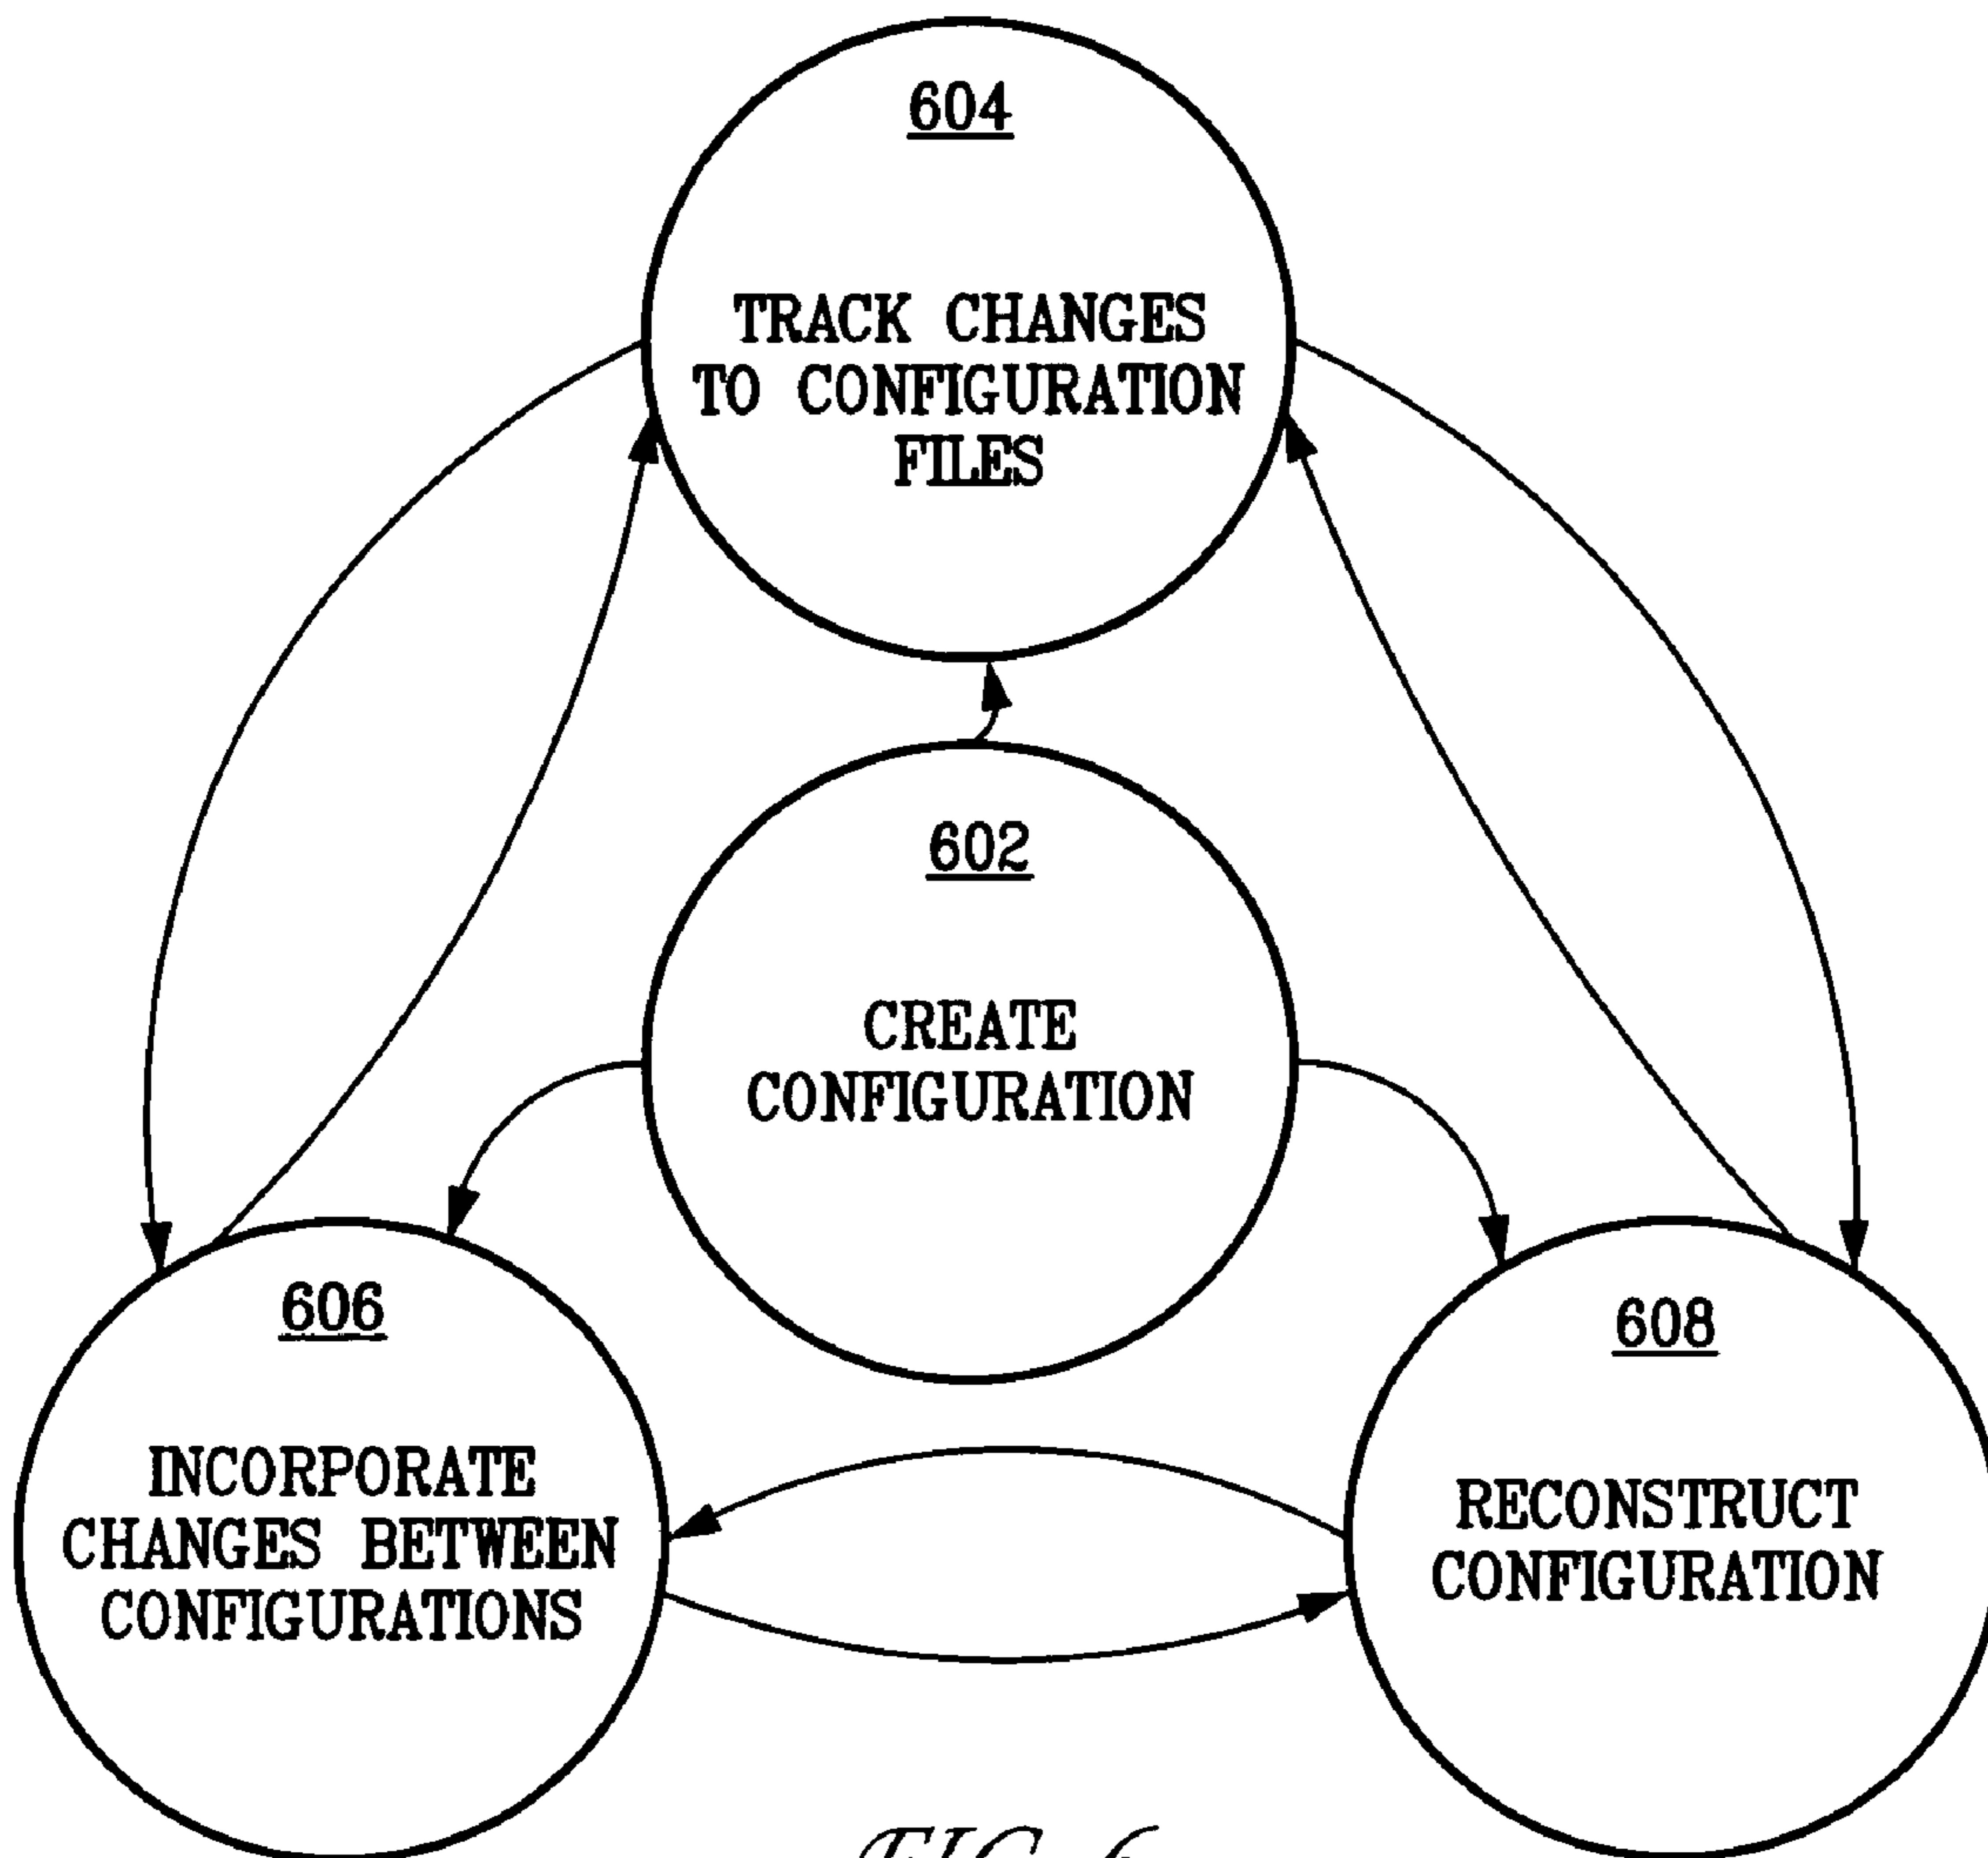 604
TRACK CHANGES
TO CONFIGURATION
FILES
602
CREATE
CONFIGURATION
606
INCORPORATE
CHANGES BETWEEN
CONFIGURATIONS
608
RECONSTRUCT
CONFIGURATION